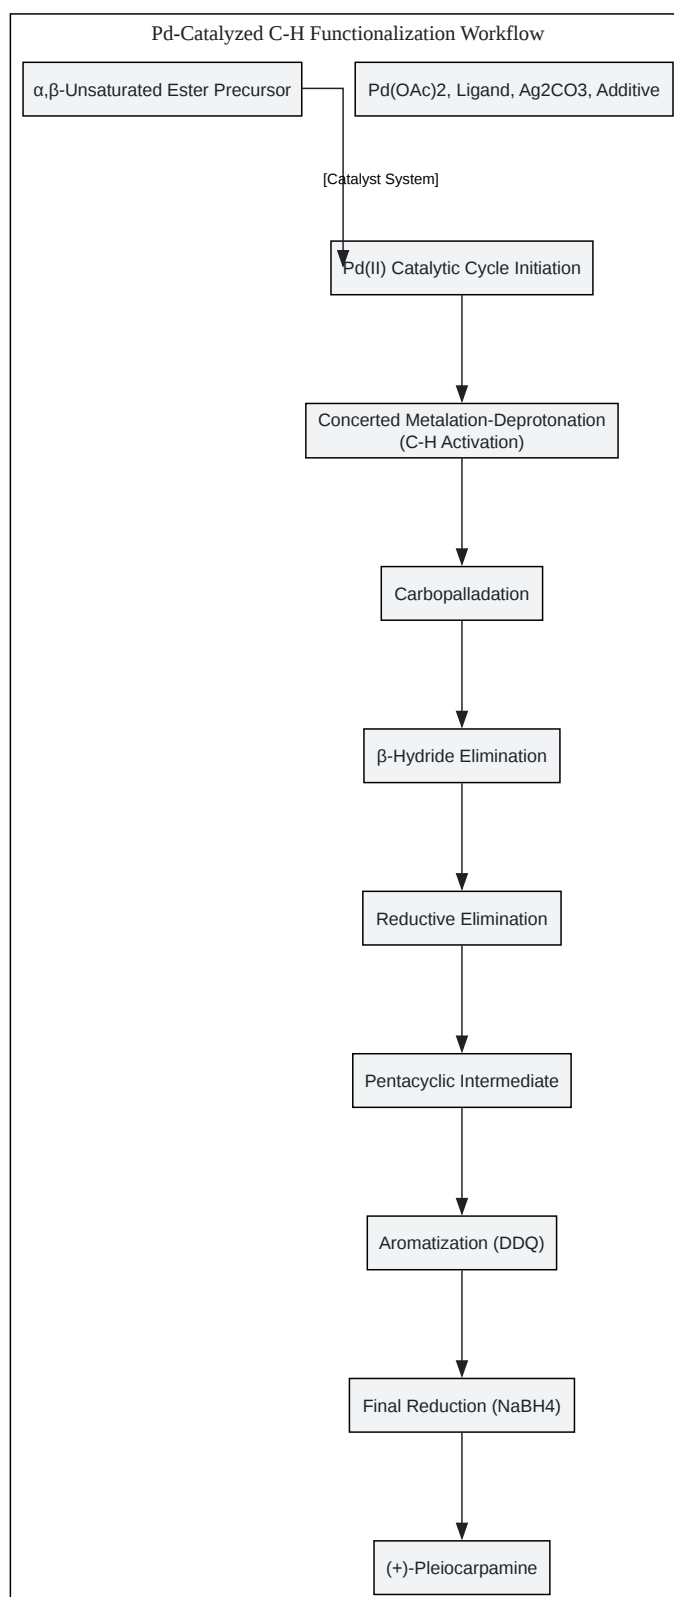 Pd-Catalyzed C-H Functionalization Workflow
α,β-Unsaturated Ester Precursor
Pd(OAc)2, Ligand, Ag2CO3, Additive
[Catalyst System]
Pd(II) Catalytic Cycle Initiation
Concerted Metalation-Deprotonation
(C-H Activation)
Carbopalladation
β-Hydride Elimination
Reductive Elimination
Pentacyclic Intermediate
Aromatization (DDQ)
Final Reduction (NaBH4)
(+)-Pleiocarpamine